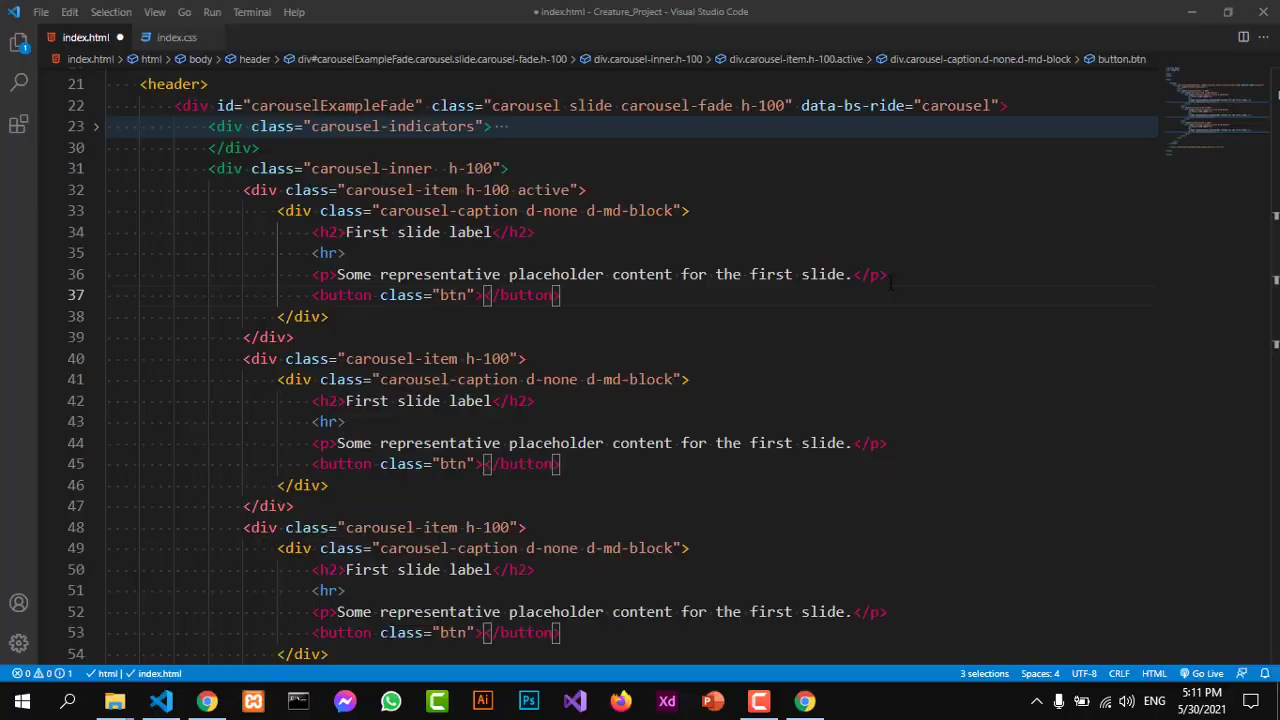 File Edit Selection View Go Run Terminal Help ● index.html - Creature_Project - Visual Studio Code
index.html ● index.css
index.html > html > body > header > div#carouselExampleFade.carousel.slide.carousel-fade.h-100 > div.carousel-inner.h-100 > div.carousel-item.h-100.active > div.carousel-caption.d-none.d-md-block > button.btn
21 <header>
22 <div id="carouselExampleFade" class="carousel slide carousel-fade h-100" data-bs-ride="carousel">
23 <div class="carousel-indicators">...
30 </div>
31 <div class="carousel-inner h-100">
32 <div class="carousel-item h-100 active">
33 <div class="carousel-caption d-none d-md-block">
34 <h2>First slide label</h2>
35 <hr>
36 <p>Some representative placeholder content for the first slide.</p>
37 <button class="btn"></button>
38 </div>
39 </div>
40 <div class="carousel-item h-100">
41 <div class="carousel-caption d-none d-md-block">
42 <h2>First slide label</h2>
43 <hr>
44 <p>Some representative placeholder content for the first slide.</p>
45 <button class="btn"></button>
46 </div>
47 </div>
48 <div class="carousel-item h-100">
49 <div class="carousel-caption d-none d-md-block">
50 <h2>First slide label</h2>
51 <hr>
52 <p>Some representative placeholder content for the first slide.</p>
53 <button class="btn"></button>
54 </div>
0 0 1 html index.html 3 selections Spaces: 4 UTF-8 CRLF HTML Go Live
ENG 5:11 PM
5/30/2021